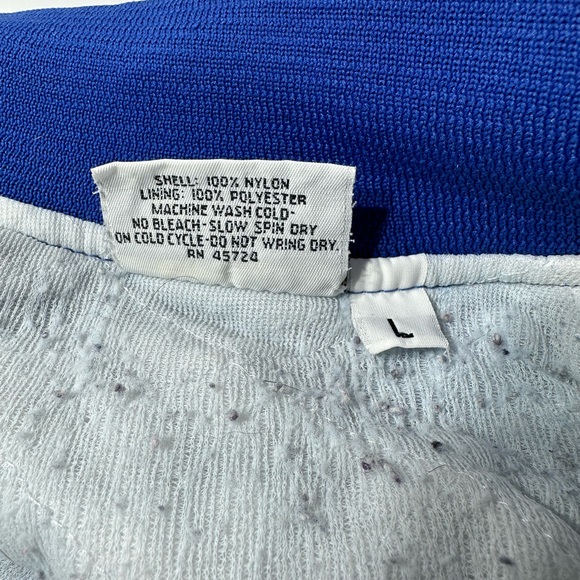 SHELL: 100% NYLON
LINING: 100% POLYESTER
MACHINE WASH COLD-
NO BLEACH-SLOW SPIN DRY
ON COLD CYCLE-DO NOT WRING DRY.
RN 45724
L